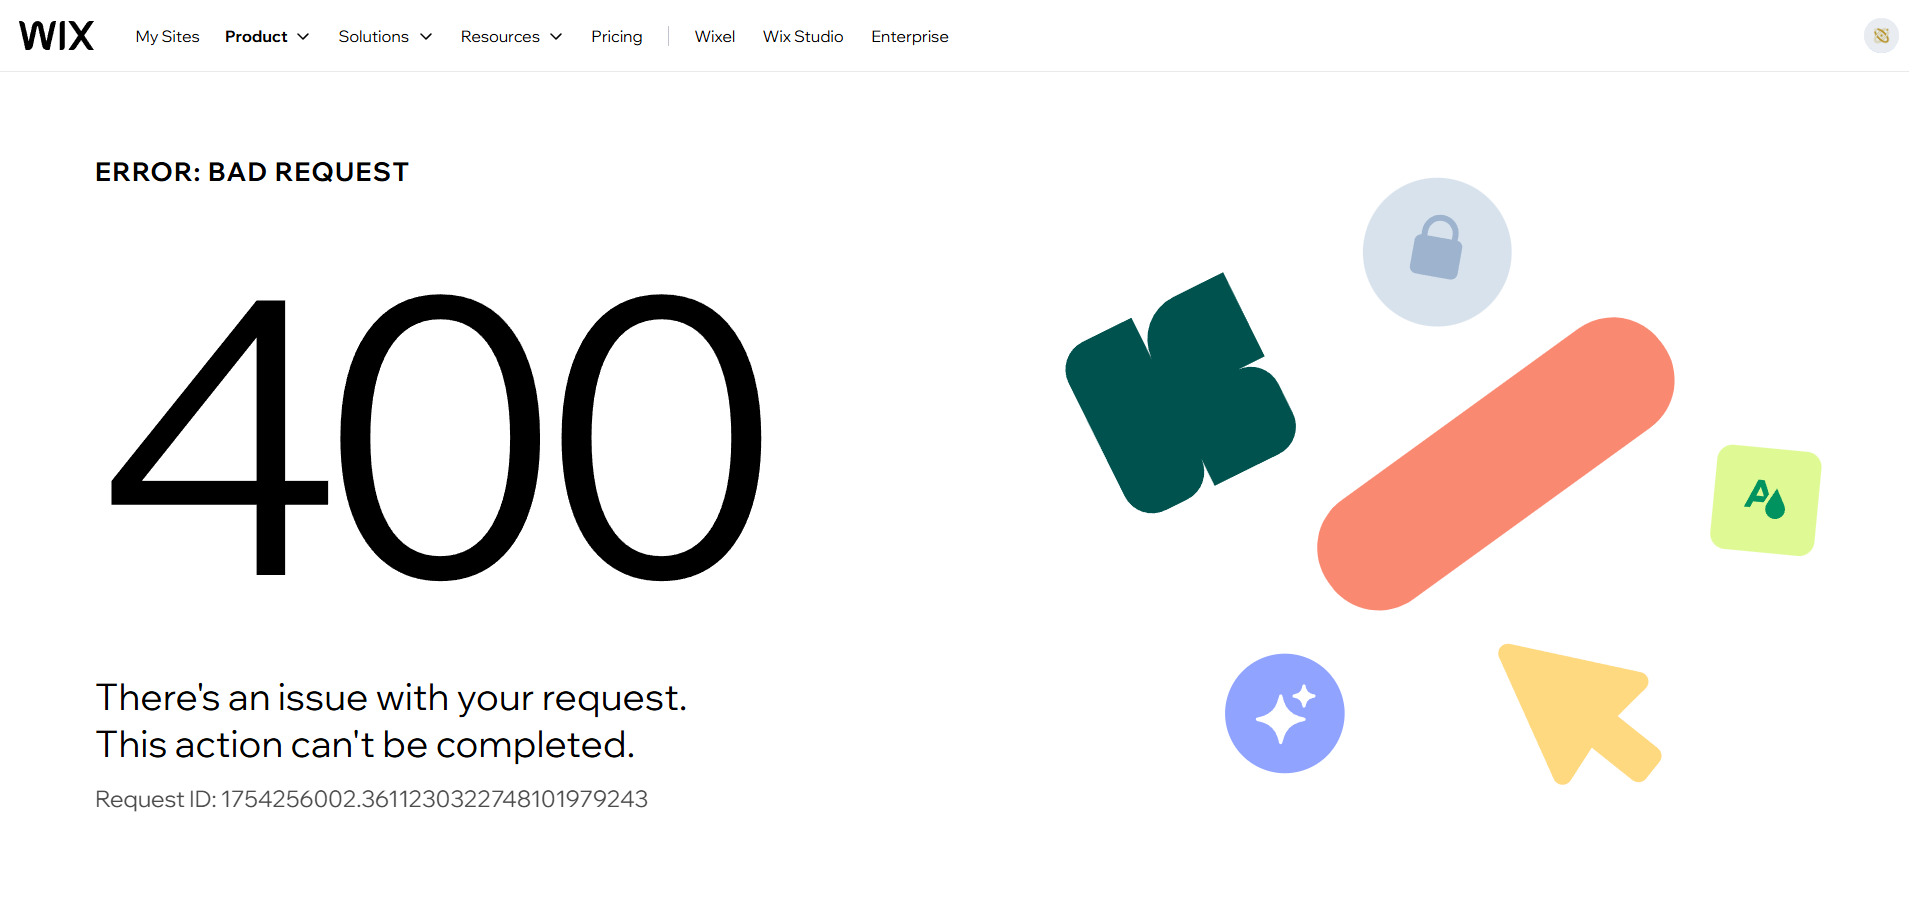 WIX
My Sites Product Solutions Resources Pricing Wixel Wix Studio Enterprise
ERROR: BAD REQUEST
400
There's an issue with your request.
This action can't be completed.
Request ID: 1754256002.3611230322748101979243
A